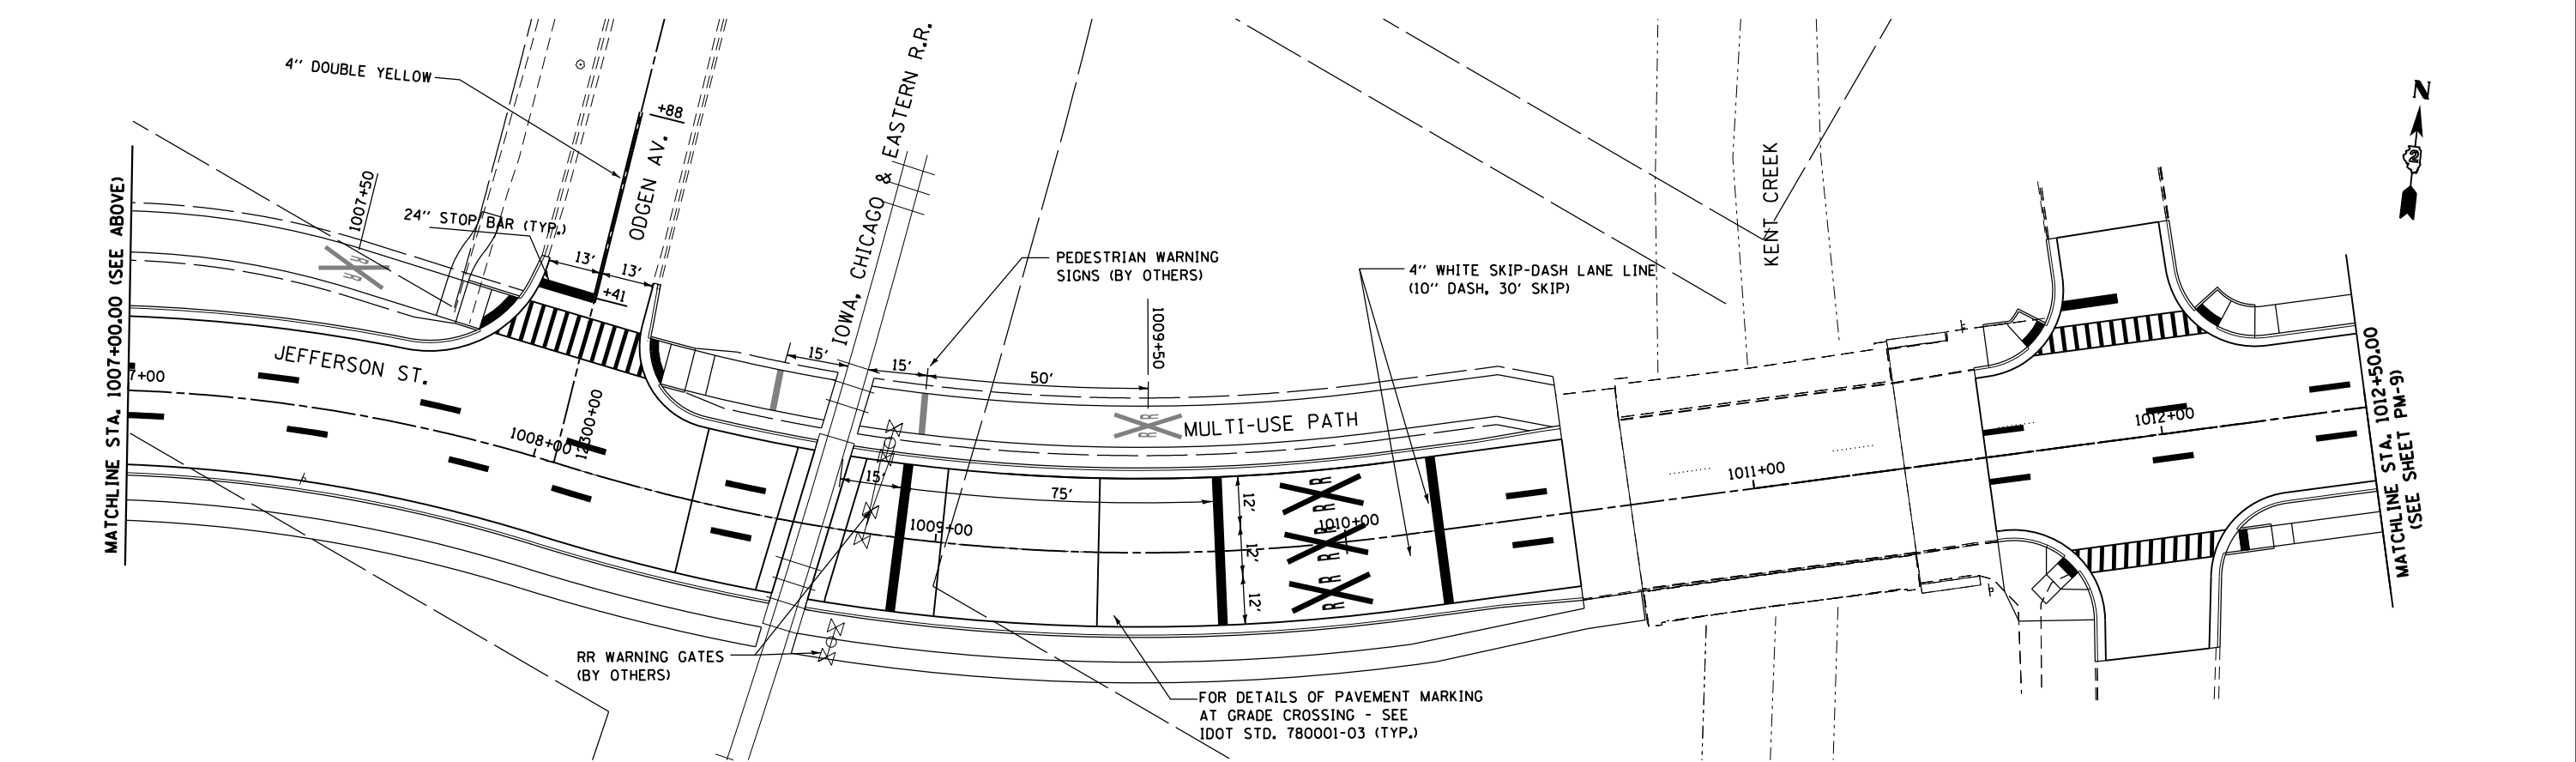 4'' DOUBLE YELLOW
+88
ODGEN AV.
IOWA, CHICAGO & EASTERN R.R.
KENT CREEK
N
2
MATCHLINE STA. 1007+00.00 (SEE ABOVE)
1007+50
24'' STOP BAR (TYP.)
13'
13'
+41
R R
PEDESTRIAN WARNING
SIGNS (BY OTHERS)
1009+50
4'' WHITE SKIP-DASH LANE LINE
(10'' DASH, 30' SKIP)
JEFFERSON ST.
7+00
15'
15'
50'
R R
MULTI-USE PATH
1008+00
12300+00
15'
75'
1009+00
12'
12'
12'
R R
R R
R R
1010+00
1011+00
1012+00
MATCHLINE STA. 1012+50.00
(SEE SHEET PM-9)
RR WARNING GATES
(BY OTHERS)
FOR DETAILS OF PAVEMENT MARKING
AT GRADE CROSSING - SEE
IDOT STD. 780001-03 (TYP.)